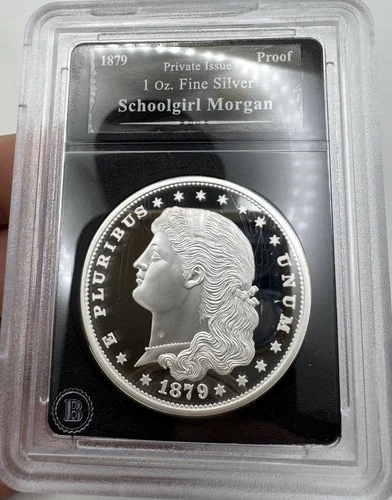 1879 Private Issue Proof
1 Oz. Fine Silver
Schoolgirl Morgan
E PLURIBUS UNUM
1879
B